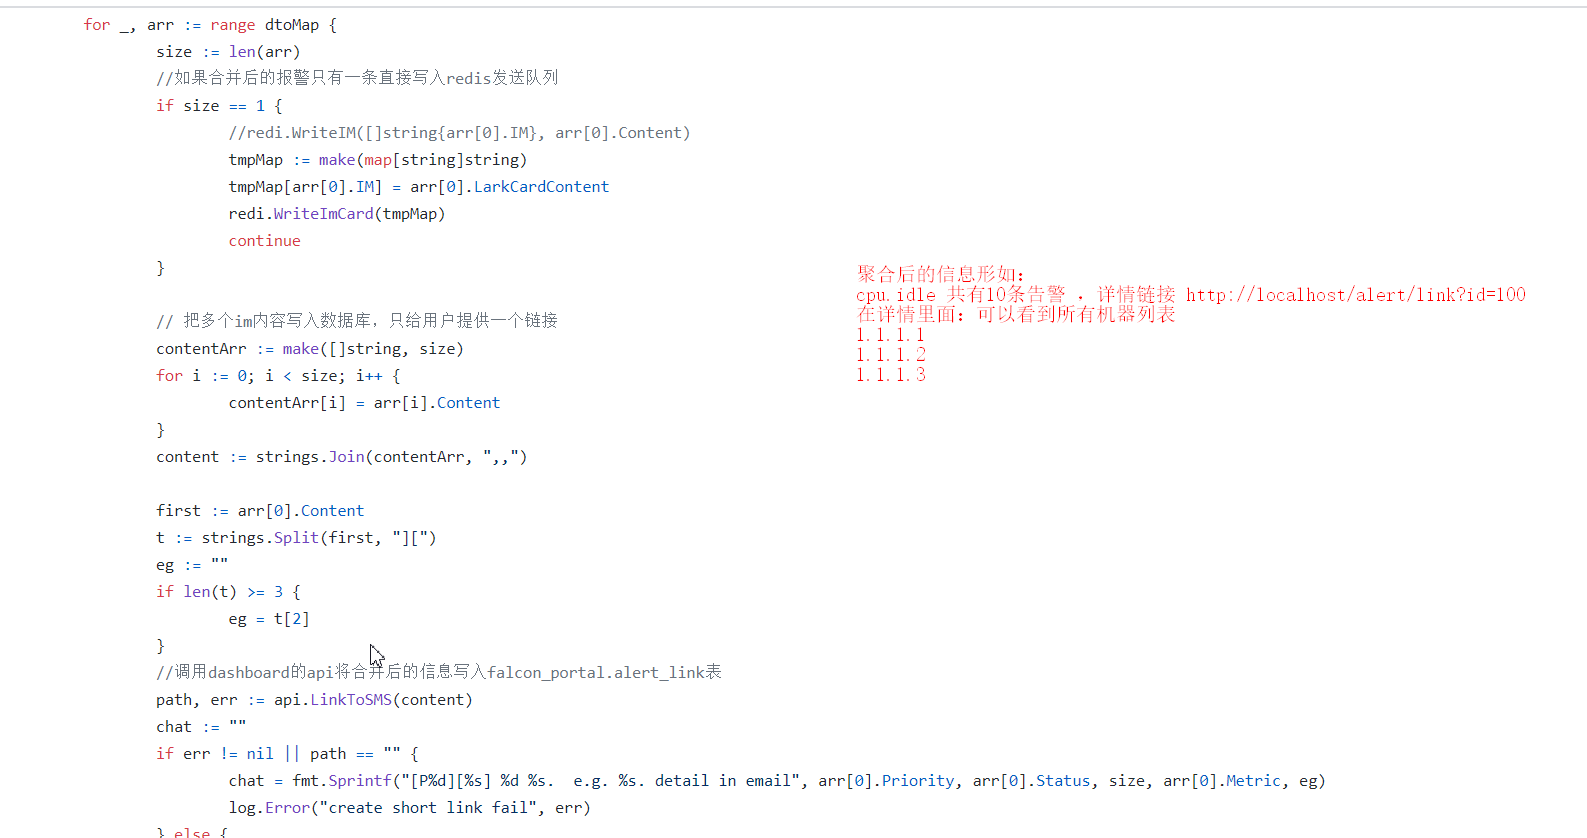 for _, arr := range dtoMap {
size := len(arr)
//如果合并后的报警只有一条直接写入redis发送队列
if size == 1 {
//redi.WriteIM([]string{arr[0].IM}, arr[0].Content)
tmpMap := make(map[string]string)
tmpMap[arr[0].IM] = arr[0].LarkCardContent
redi.WriteImCard(tmpMap)
continue
}
聚合后的信息形如：
cpu.idle 共有10条告警 ，详情链接 http://localhost/alert/link?id=100
在详情里面：可以看到所有机器列表
1.1.1.1
1.1.1.2
1.1.1.3
// 把多个im内容写入数据库，只给用户提供一个链接
contentArr := make([]string, size)
for i := 0; i < size; i++ {
contentArr[i] = arr[i].Content
}
content := strings.Join(contentArr, ",,")
first := arr[0].Content
t := strings.Split(first, "][")
eg := ""
if len(t) >= 3 {
eg = t[2]
}
//调用dashboard的api将合并后的信息写入falcon_portal.alert_link表
path, err := api.LinkToSMS(content)
chat := ""
if err != nil || path == "" {
chat = fmt.Sprintf("[P%d][%s] %d %s.  e.g. %s. detail in email", arr[0].Priority, arr[0].Status, size, arr[0].Metric, eg)
log.Error("create short link fail", err)
} else {